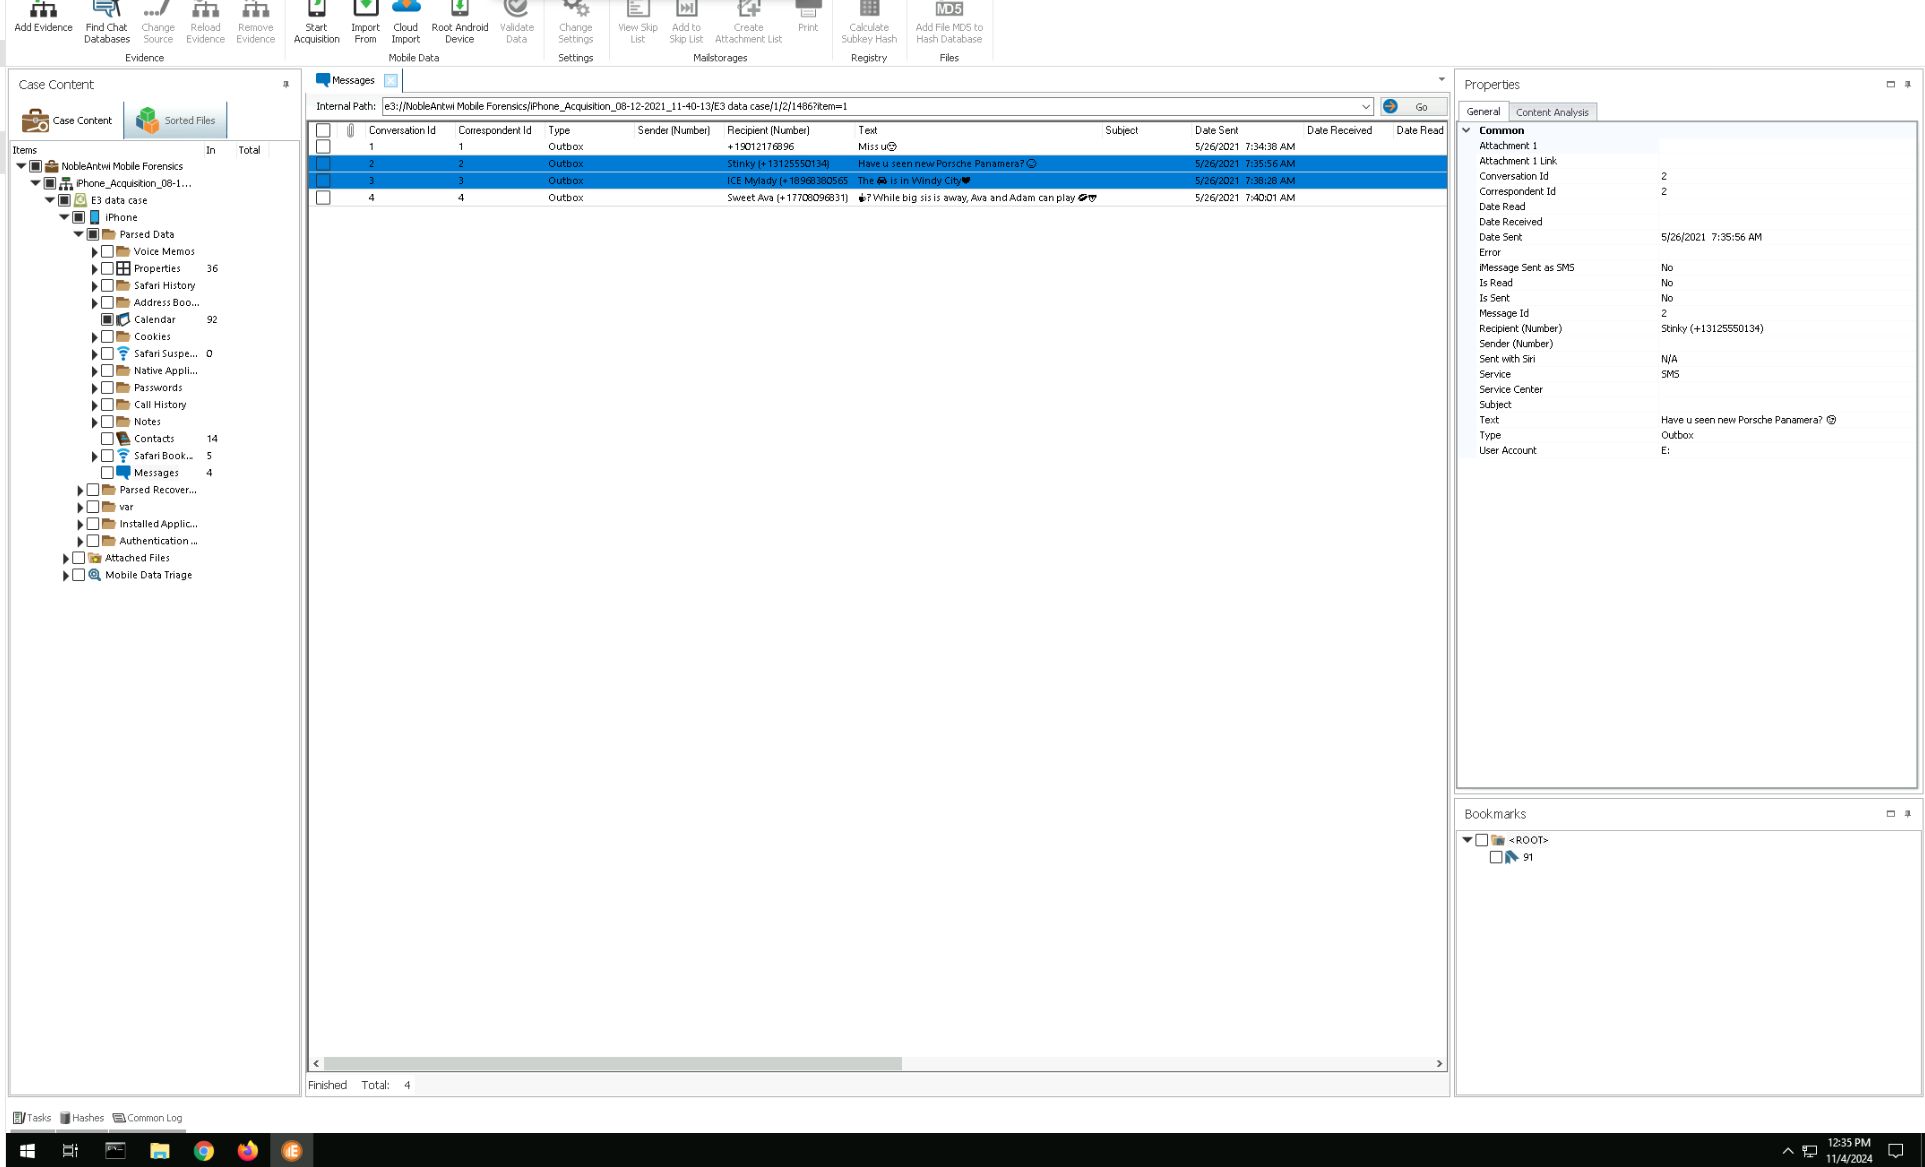 Add Evidence Find Chat Databases Change Source Reload Evidence Remove Evidence
Evidence
Start Acquisition Import From Cloud Import Root Android Device Validate Data
Mobile Data
Change Settings
Settings
View Skip List Add to Skip List Create Attachment List Print
Mailstorages
Calculate Subkey Hash
Registry
MD5
Add File MD5 to Hash Database
Files
Case Content
Case Content Sorted Files
Items In Total
NobleAntwi Mobile Forensics
iPhone_Acquisition_08-1...
E3 data case
iPhone
Parsed Data
Voice Memos
Properties 36
Safari History
Address Boo...
Calendar 92
Cookies
Safari Suspe... 0
Native Appli...
Passwords
Call History
Notes
Contacts 14
Safari Book... 5
Messages 4
Parsed Recover...
var
Installed Applic...
Authentication ...
Attached Files
Mobile Data Triage
Messages
Internal Path: e3://NobleAntwi Mobile Forensics/iPhone_Acquisition_08-12-2021_11-40-13/E3 data case/1/2/1486?item=1 Go
Conversation Id Correspondent Id Type Sender (Number) Recipient (Number) Text Subject Date Sent Date Received Date Read
1 1 Outbox +19012176896 Miss u😍 5/26/2021 7:34:38 AM
2 2 Outbox Stinky (+13125550134) Have u seen new Porsche Panamera? 😉 5/26/2021 7:35:56 AM
3 3 Outbox ICE Mylady (+18968380565 The 🚗 is in Windy City❤ 5/26/2021 7:38:28 AM
4 4 Outbox Sweet Ava (+17708096831) ? While big sis is away, Ava and Adam can play 💋 5/26/2021 7:40:01 AM
Finished Total: 4
Properties
General Content Analysis
Common
Attachment 1
Attachment 1 Link
Conversation Id 2
Correspondent Id 2
Date Read
Date Received
Date Sent 5/26/2021 7:35:56 AM
Error
iMessage Sent as SMS No
Is Read No
Is Sent No
Message Id 2
Recipient (Number) Stinky (+13125550134)
Sender (Number)
Sent with Siri N/A
Service SMS
Service Center
Subject
Text Have u seen new Porsche Panamera? 😉
Type Outbox
User Account E:
Bookmarks
<ROOT>
91
Tasks Hashes Common Log
12:35 PM
11/4/2024